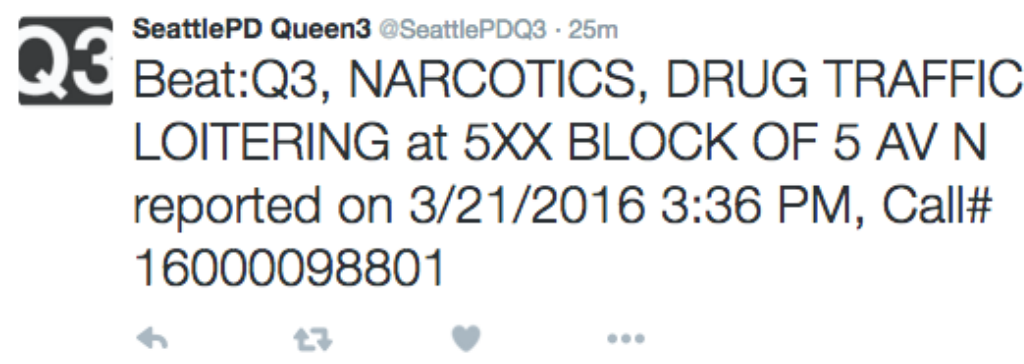 Q3
SeattlePD Queen3 @SeattlePDQ3 · 25m
Beat:Q3, NARCOTICS, DRUG TRAFFIC
LOITERING at 5XX BLOCK OF 5 AV N
reported on 3/21/2016 3:36 PM, Call#
16000098801